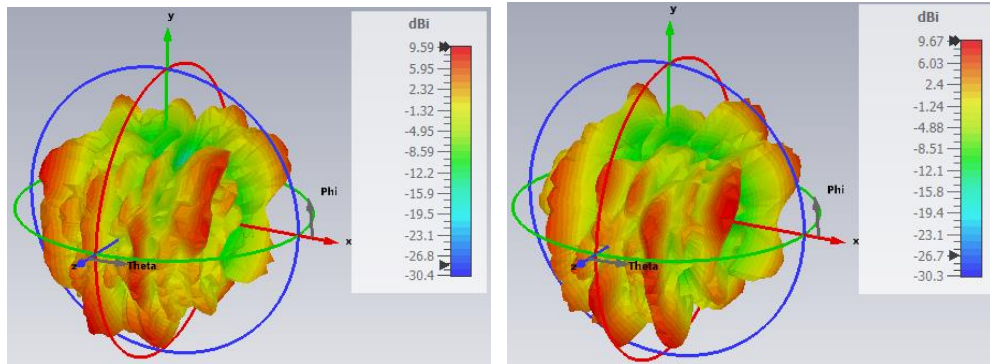 y
dBi
9.59
5.95
2.32
-1.32
-4.95
-8.59
-12.2
-15.9
-19.5
-23.1
-26.8
-30.4
Phi
x
z
Theta
y
dBi
9.67
6.03
2.4
-1.24
-4.88
-8.51
-12.1
-15.8
-19.4
-23.1
-26.7
-30.3
Phi
x
z
Theta